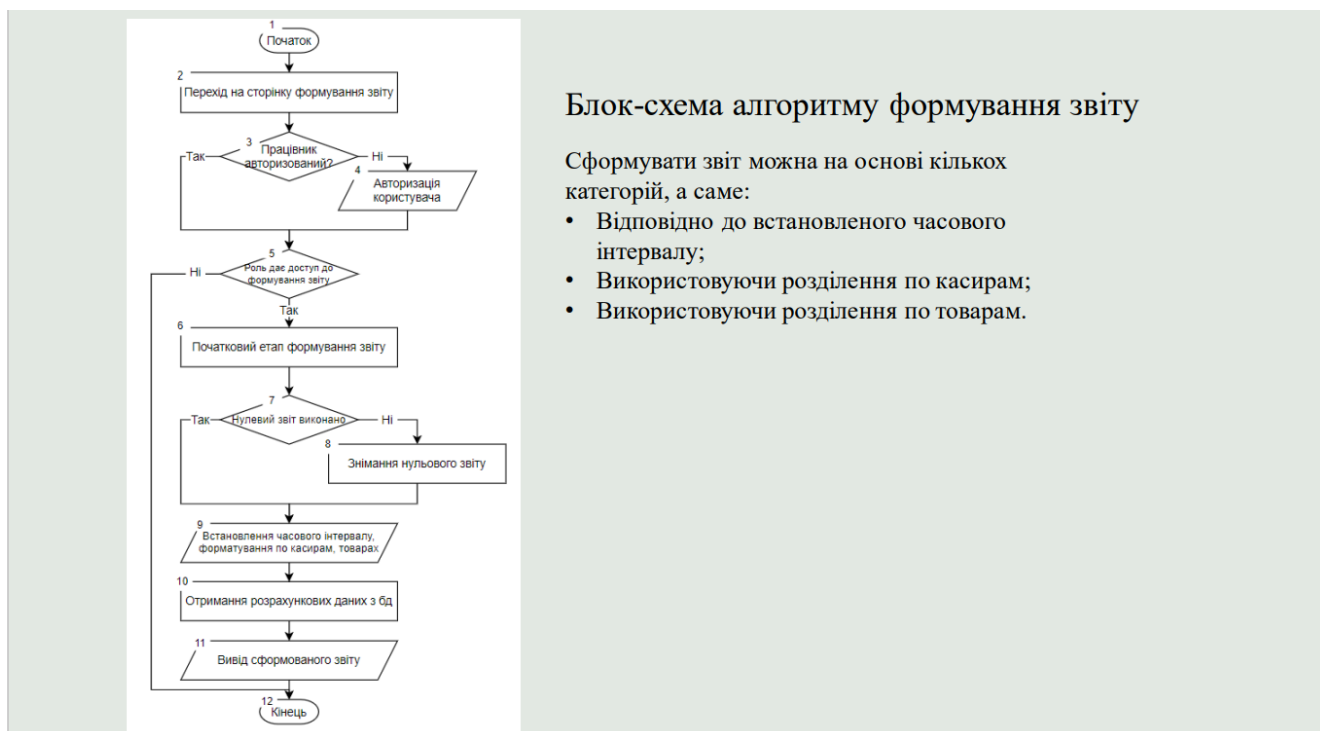 1
Початок
2
Перехід на сторінку формування звіту
3
Працівник
авторизований?
Так
Ні
4
Авторизація
користувача
5
Роль дає доступ до
формування звіту
Ні
Так
6
Початковий етап формування звіту
7
Нулевий звіт виконано
Так
Ні
8
Знімання нульового звіту
9
Встановлення часового інтервалу,
форматування по касирам, товарах
10
Отримання розрахункових даних з бд
11
Вивід сформованого звіту
12
Кінець
Блок-схема алгоритму формування звіту
Сформувати звіт можна на основі кількох
категорій, а саме:
• Відповідно до встановленого часового
інтервалу;
• Використовуючи розділення по касирам;
• Використовуючи розділення по товарам.